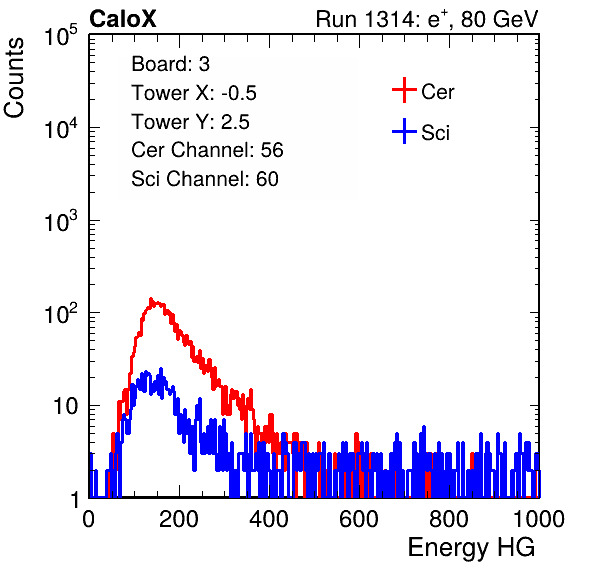 CaloX Run 1314: e⁺, 80 GeV
Counts
10⁵
10⁴
10³
10²
10
1
Board: 3
Tower X: -0.5
Tower Y: 2.5
Cer Channel: 56
Sci Channel: 60
Cer
Sci
0 200 400 600 800 1000
Energy HG